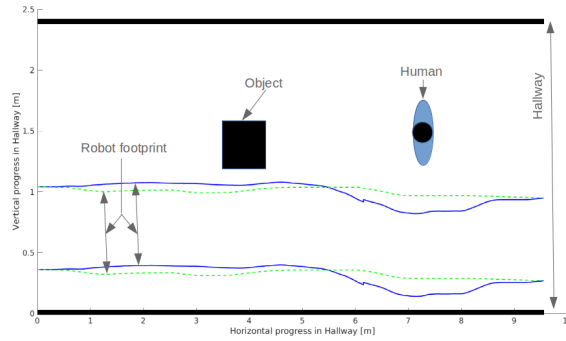 2.5
2
1.5
1
0.5
0
Vertical progress in Hallway [m]
Object
Human
Hallway
Robot footprint
0 1 2 3 4 5 6 7 8 9 1
Horizontal progress in Hallway [m]